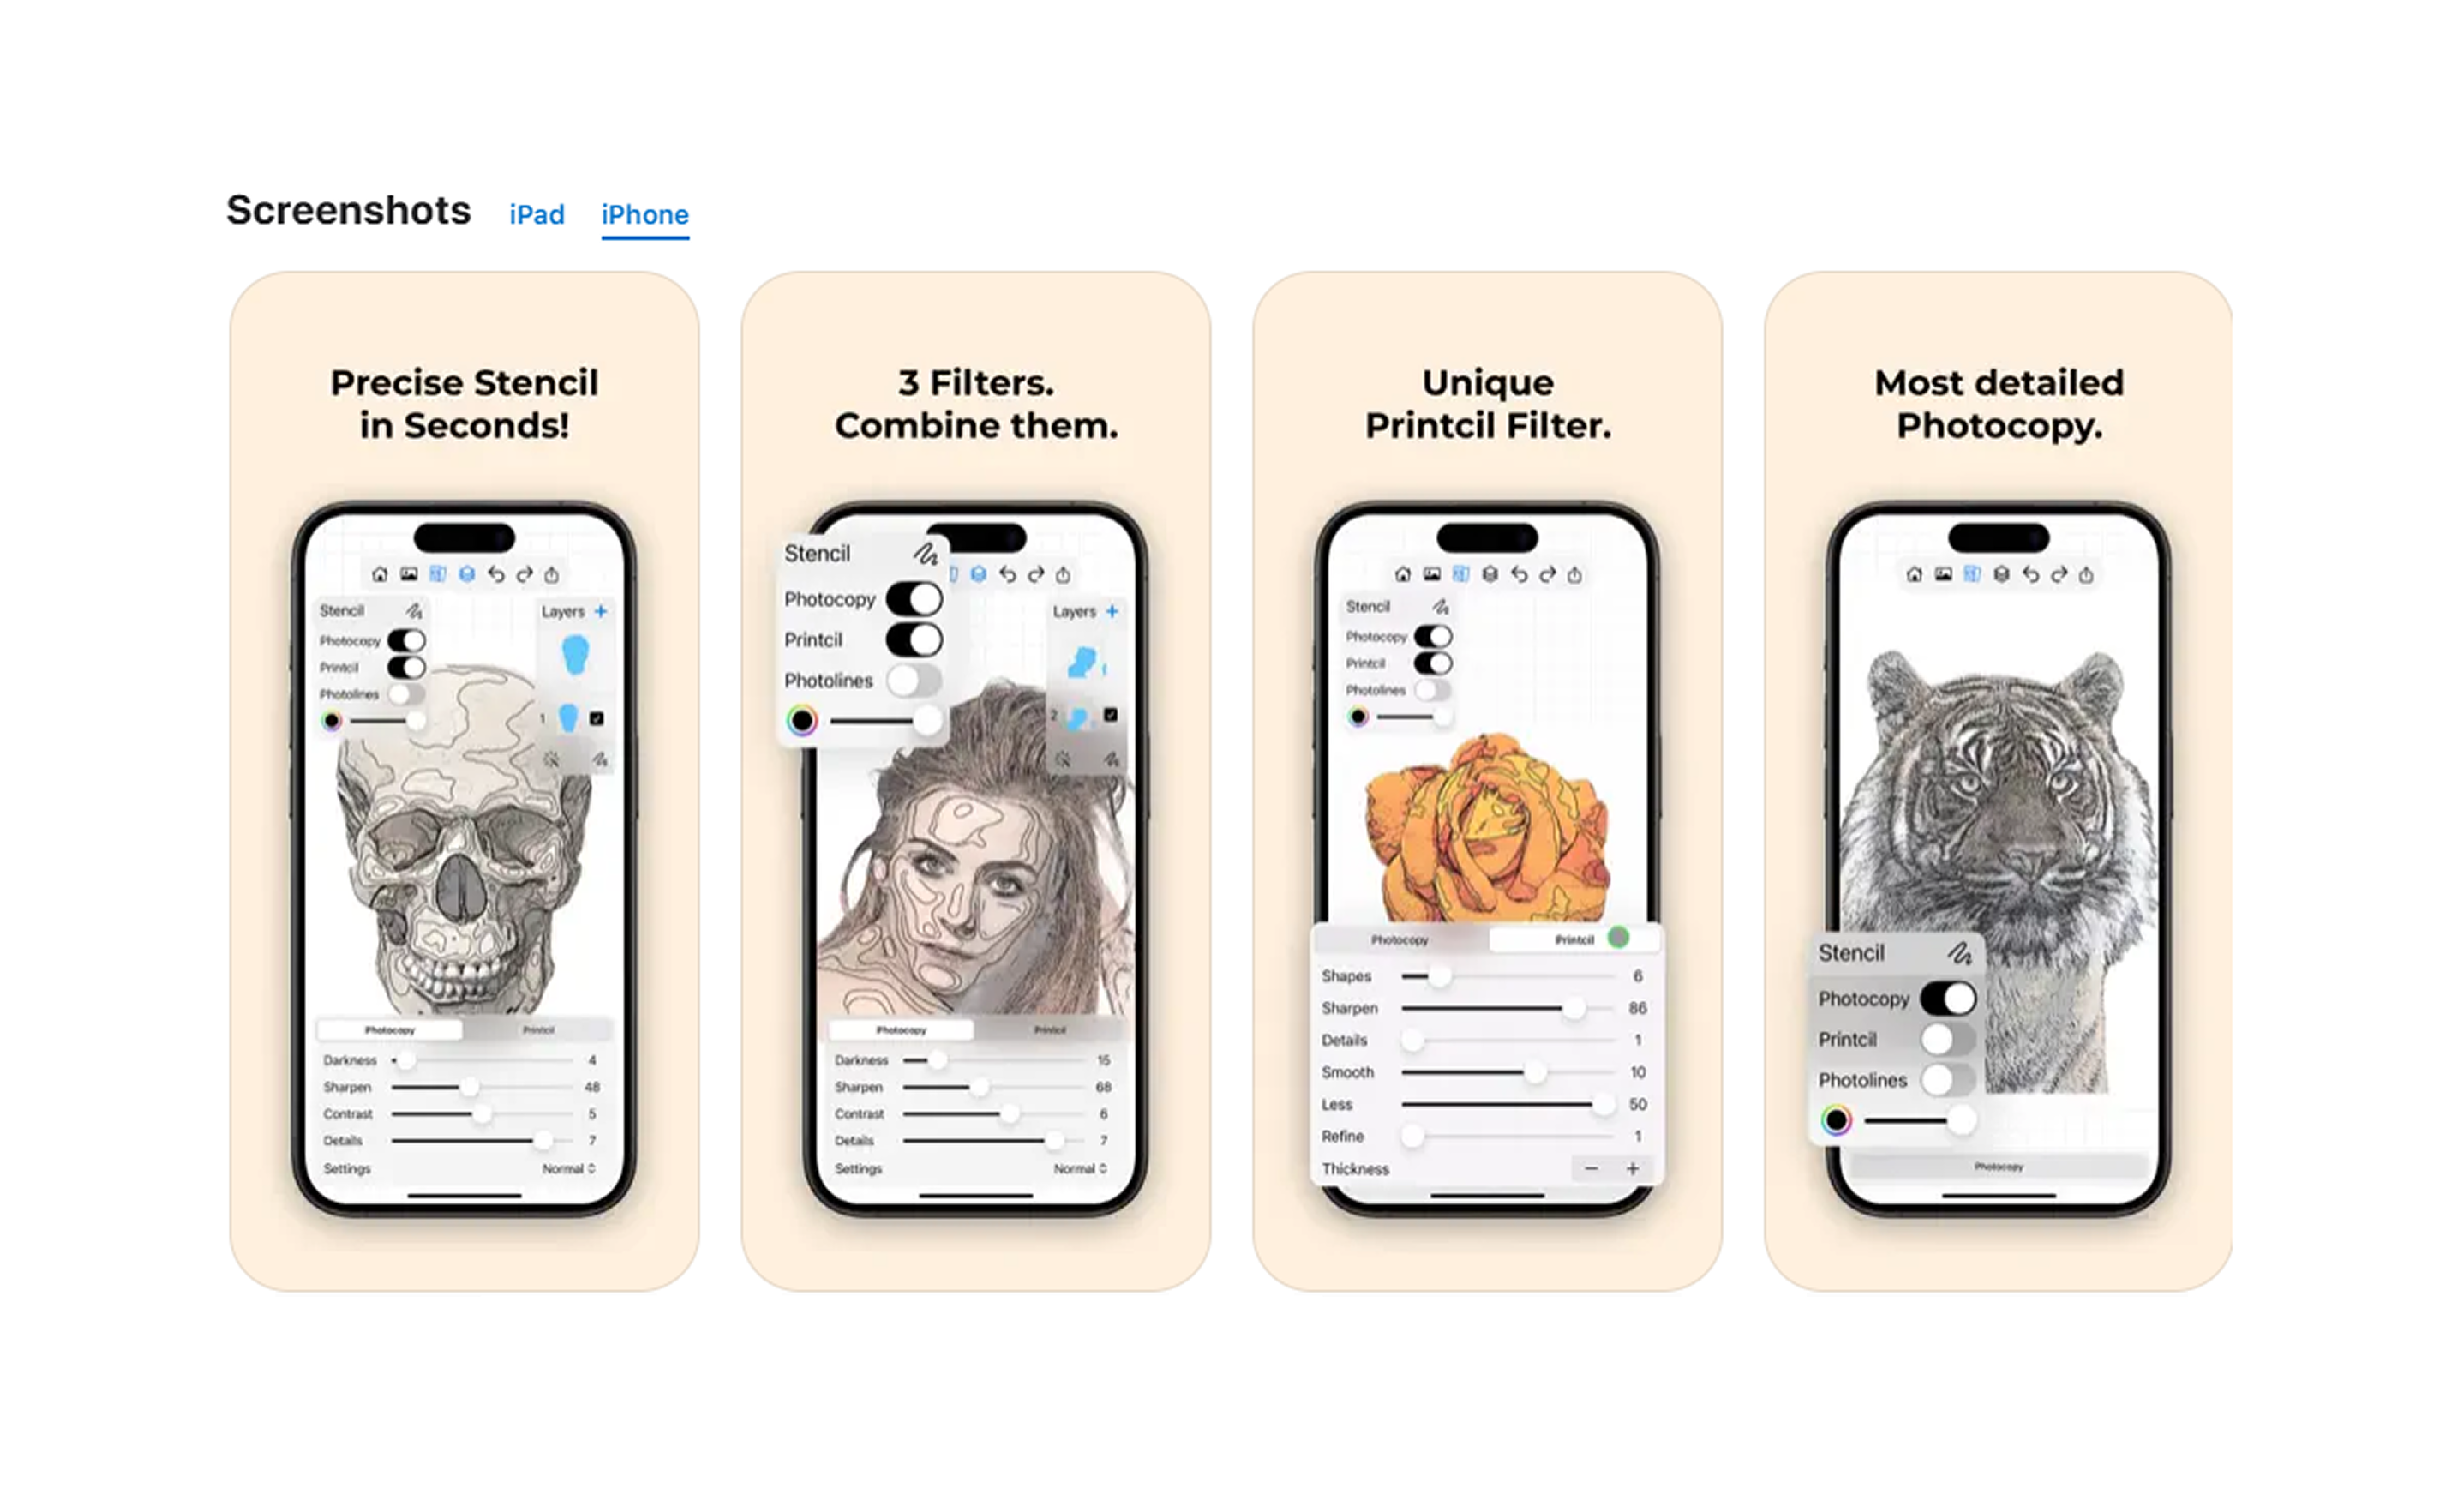 Screenshots iPad iPhone
Precise Stencil
in Seconds!
Stencil
Layers +
Photocopy
Printcil
Photolines
1
Photocopy Printcil
Darkness 4
Sharpen 48
Contrast 5
Details 7
Settings Normal
3 Filters.
Combine them.
Stencil
Photocopy
Printcil
Photolines
Layers +
2
Photocopy Printcil
Darkness 15
Sharpen 68
Contrast 6
Details 7
Settings Normal
Unique
Printcil Filter.
Stencil
Photocopy
Printcil
Photolines
Photocopy Printcil
Shapes 6
Sharpen 86
Details 1
Smooth 10
Less 50
Refine 1
Thickness − +
Most detailed
Photocopy.
Stencil
Photocopy
Printcil
Photolines
Photocopy